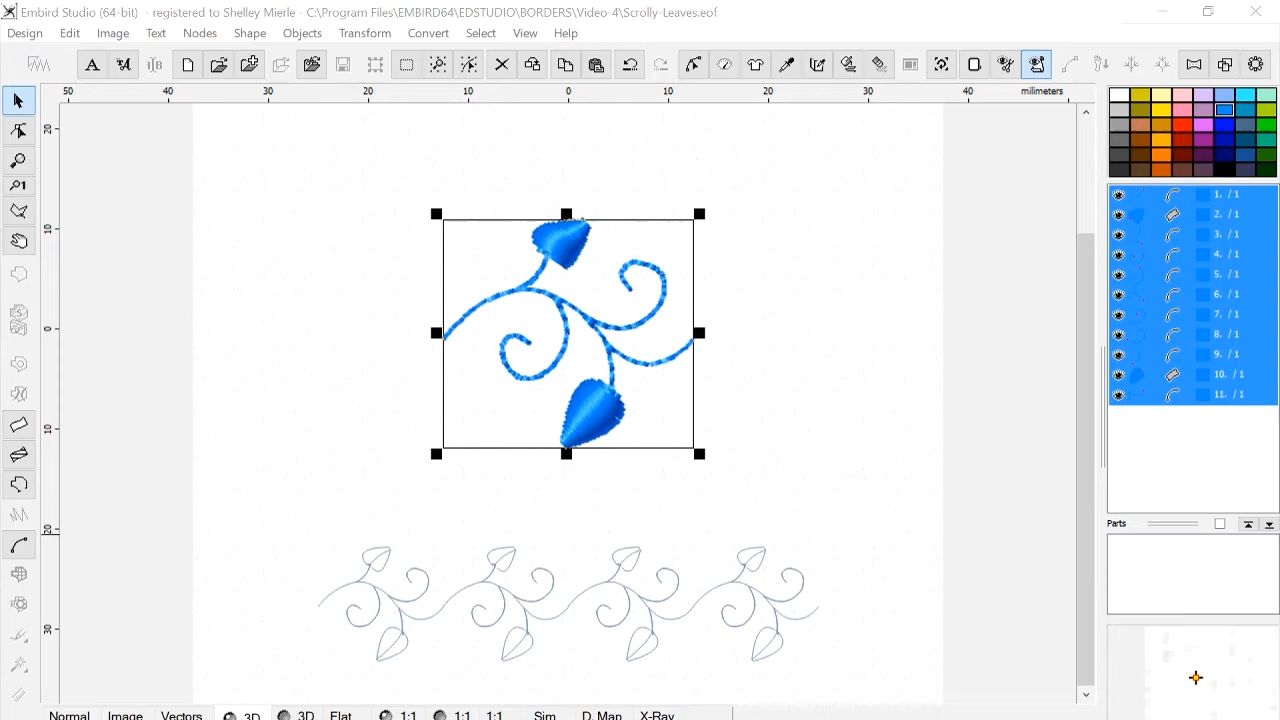 Embird Studio (64-bit) - registered to Shelley Mierle - C:\Program Files\EMBIRD64\EDSTUDIO\BORDERS\Video-4\Scrolly-Leaves.eof
Design Edit Image Text Nodes Shape Objects Transform Convert Select View Help
50 40 30 20 10 0 10 20 30 40 milimeters
20
10
0
10
20
30
1. / 1
2. / 1
3. / 1
4. / 1
5. / 1
6. / 1
7. / 1
8. / 1
9. / 1
10. / 1
11. / 1
Parts
Normal Image Vectors 3D 3D Flat 1:1 1:1 1:1 Sim D. Map X-Ray